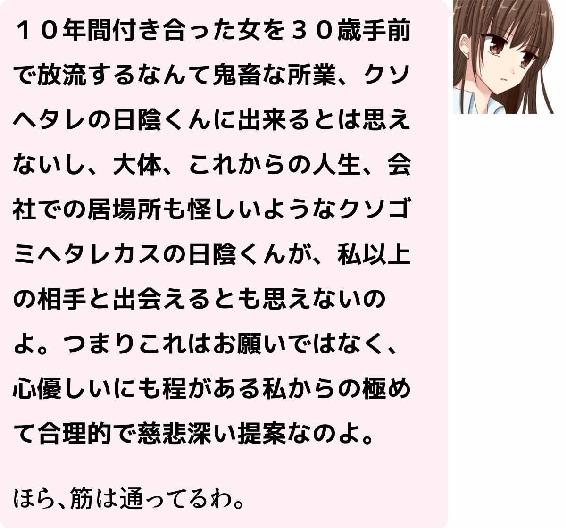 １０年間付き合った女を３０歳手前
で放流するなんて鬼畜な所業、クソ
ヘタレの日陰くんに出来るとは思え
ないし、大体、これからの人生、会
社での居場所も怪しいようなクソゴ
ミヘタレカスの日陰くんが、私以上
の相手と出会えるとも思えないの
よ。つまりこれはお願いではなく、
心優しいにも程がある私からの極め
て合理的で慈悲深い提案なのよ。
ほら、筋は通ってるわ。